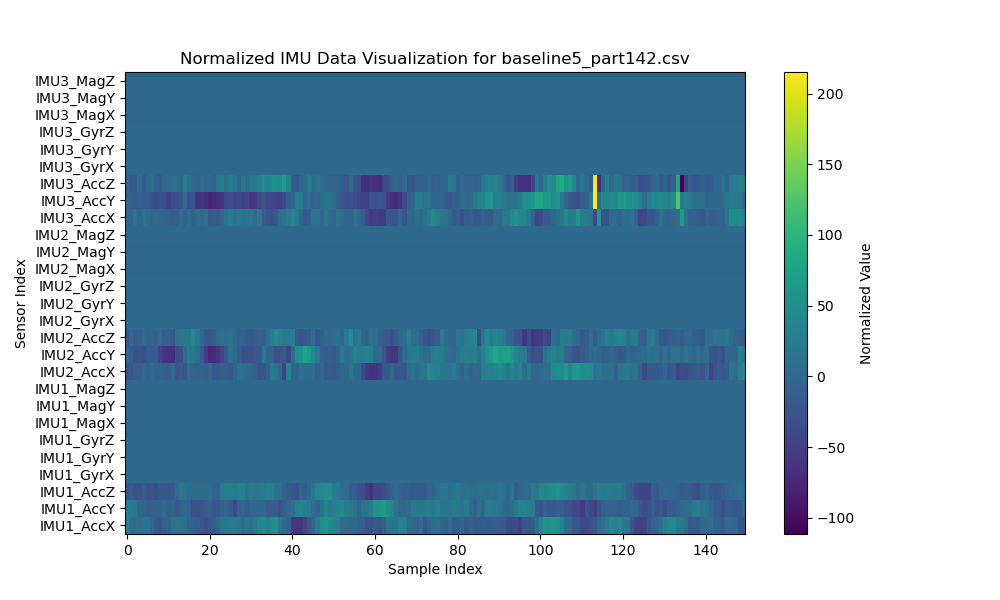 Normalized IMU Data Visualization for baseline5_part142.csv
IMU3_MagZ
IMU3_MagY
IMU3_MagX
IMU3_GyrZ
IMU3_GyrY
IMU3_GyrX
IMU3_AccZ
IMU3_AccY
IMU3_AccX
IMU2_MagZ
IMU2_MagY
IMU2_MagX
IMU2_GyrZ
IMU2_GyrY
IMU2_GyrX
IMU2_AccZ
IMU2_AccY
IMU2_AccX
IMU1_MagZ
IMU1_MagY
IMU1_MagX
IMU1_GyrZ
IMU1_GyrY
IMU1_GyrX
IMU1_AccZ
IMU1_AccY
IMU1_AccX
Sensor Index
0 20 40 60 80 100 120 140
Sample Index
200
150
100
50
0
−50
−100
Normalized Value